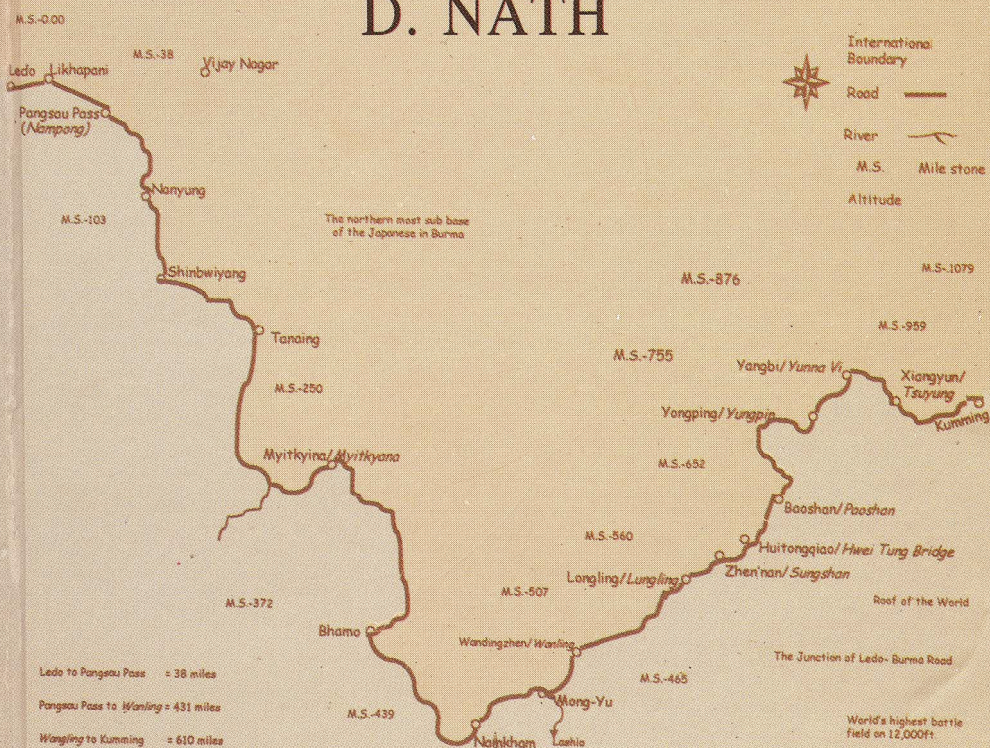 D. NATH
M.S.-0.00
M.S.-38
Vijay Nagar
Ledo
Likhapani
Pangsau Pass
(Nampong)
International
Boundary
Road
River
M.S. Mile stone
Altitude
Nanyung
M.S.-103
The northern most sub base
of the Japanese in Burma
Shinbwiyang
M.S.-876
M.S.-1079
M.S.-959
Tanaing
M.S.-755
Yangbi/Yunna Vi
Xiangyun/
Tsuyung
Kumming
M.S.-250
Yongping/Yungpin
Myitkyina/Myitkyana
M.S.-652
Baoshan/Paoshan
M.S.-560
Huitongqiao/Hwei Tung Bridge
Zhen'nan/Sungshan
Longling/Lungling
M.S.-507
Roof of the World
M.S.-372
Bhamo
Wandingzhen/Wanling
The Junction of Ledo-Burma Road
M.S.-465
Ledo to Pangsau Pass = 38 miles
Pangsau Pass to Wanling = 431 miles
Wangling to Kumming = 610 miles
Mong-Yu
M.S.-439
Namkham
Lashio
World's highest battle
field on 12,000ft